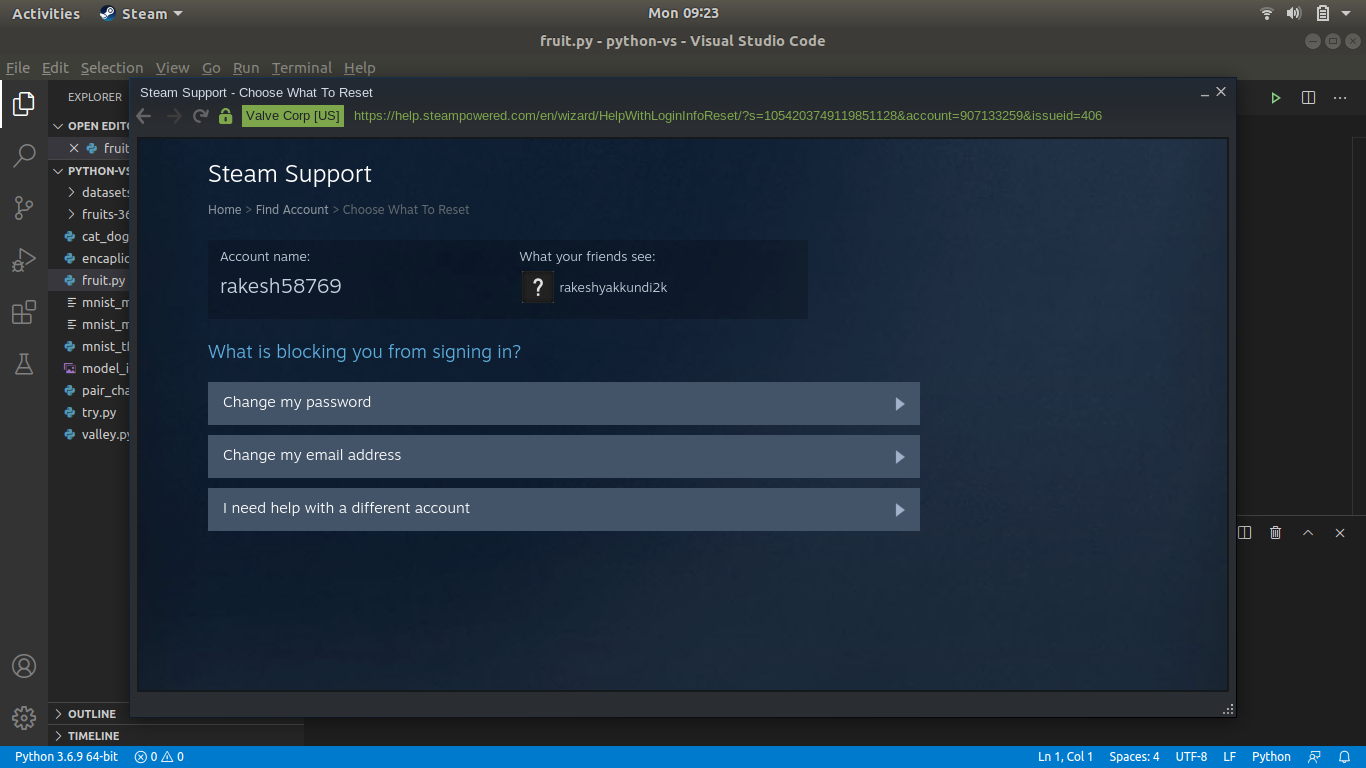 Activities Steam Mon 09:23
fruit.py - python-vs - Visual Studio Code
File Edit Selection View Go Run Terminal Help
EXPLORER
OPEN EDITO
fruit
PYTHON-VS
datasets
fruits-36
cat_dog
encaplic
fruit.py
mnist_m
mnist_m
mnist_tf
model_i
pair_cha
try.py
valley.py
OUTLINE
TIMELINE
Steam Support - Choose What To Reset
Valve Corp [US] https://help.steampowered.com/en/wizard/HelpWithLoginInfoReset/?s=1054203749119851128&account=907133259&issueid=406
Steam Support
Home > Find Account > Choose What To Reset
Account name: What your friends see:
rakesh58769 ? rakeshyakkundi2k
What is blocking you from signing in?
Change my password
Change my email address
I need help with a different account
Python 3.6.9 64-bit 0 0 Ln 1, Col 1 Spaces: 4 UTF-8 LF Python